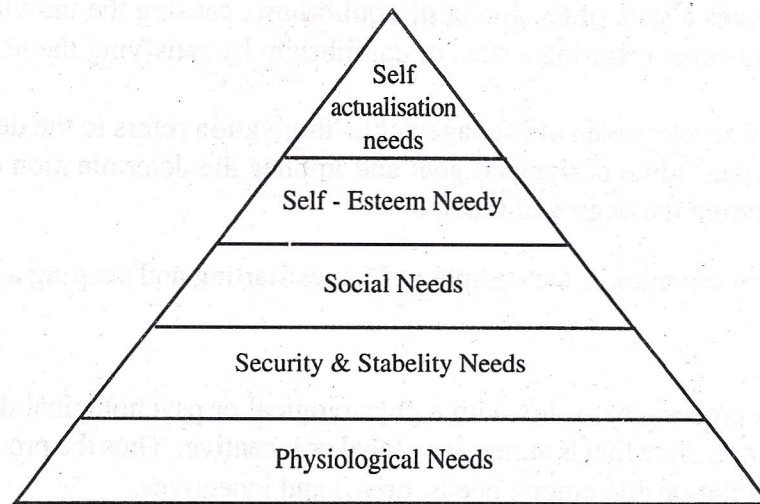 Self
actualisation
needs
Self - Esteem Needy
Social Needs
Security & Stabelity Needs
Physiological Needs